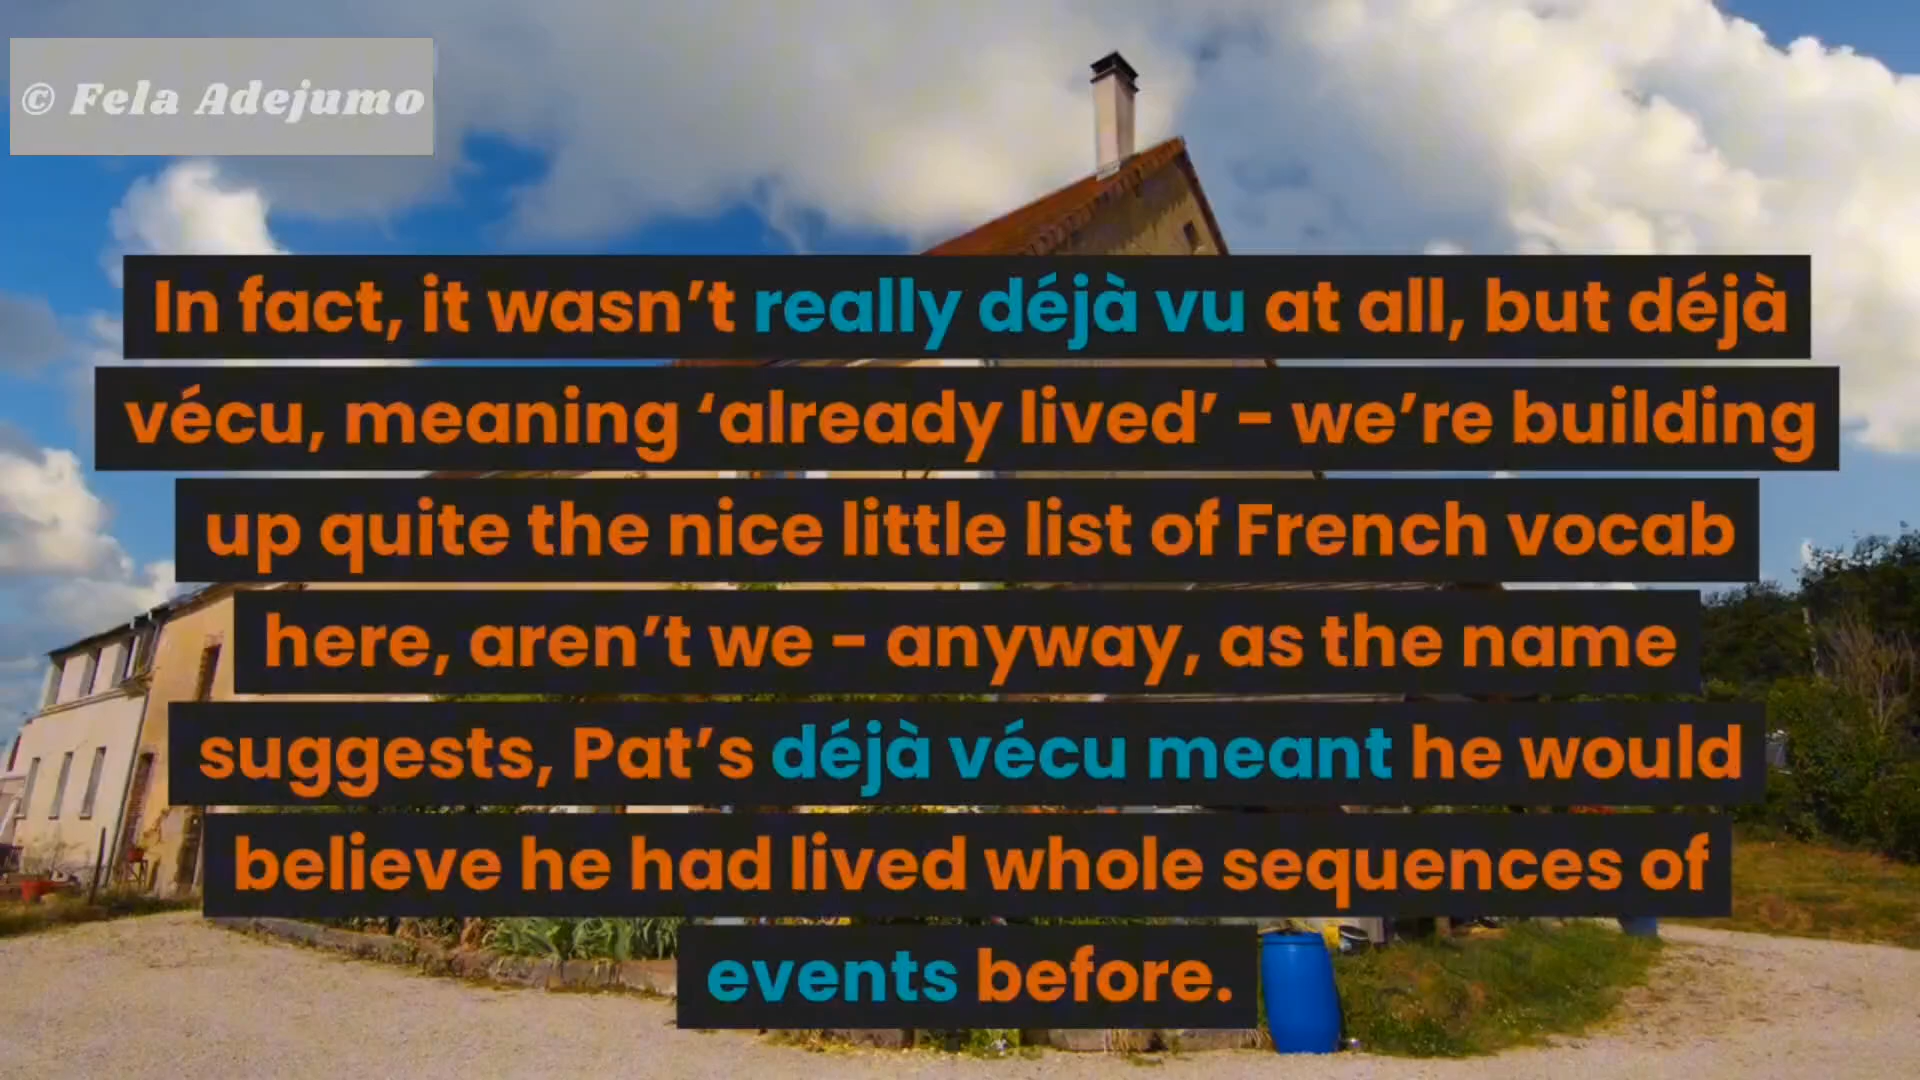 © Fela Adejumo
In fact, it wasn’t really déjà vu at all, but déjà
vécu, meaning ‘already lived’ – we’re building
up quite the nice little list of French vocab
here, aren’t we – anyway, as the name
suggests, Pat’s déjà vécu meant he would
believe he had lived whole sequences of
events before.